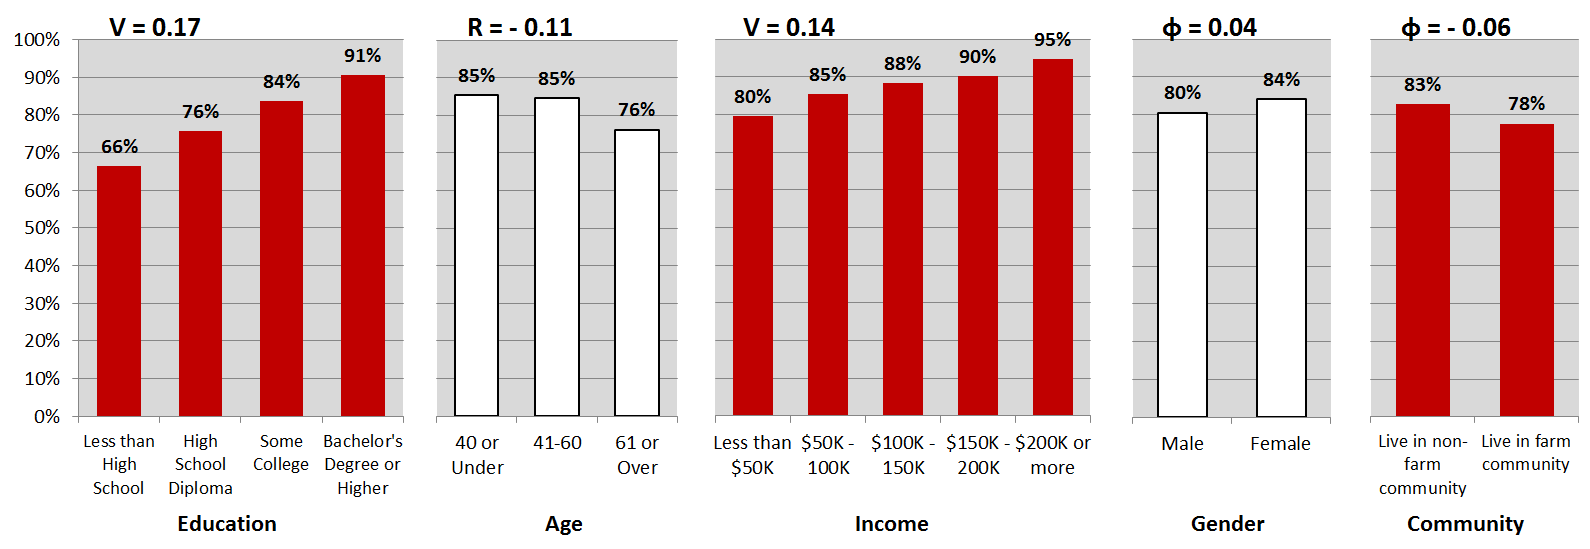 V = 0.17
R = - 0.11
V = 0.14
ϕ = 0.04
ϕ = - 0.06
100%
90%
80%
70%
60%
50%
40%
30%
20%
10%
0%
66%
76%
84%
91%
85%
85%
76%
80%
85%
88%
90%
95%
80%
84%
83%
78%
Less than
High
School
High
School
Diploma
Some
College
Bachelor's
Degree or
Higher
40 or
Under
41-60
61 or
Over
Less than
$50K
$50K -
100K
$100K -
150K
$150K -
200K
$200K or
more
Male
Female
Live in non-
farm
community
Live in farm
community
Education
Age
Income
Gender
Community